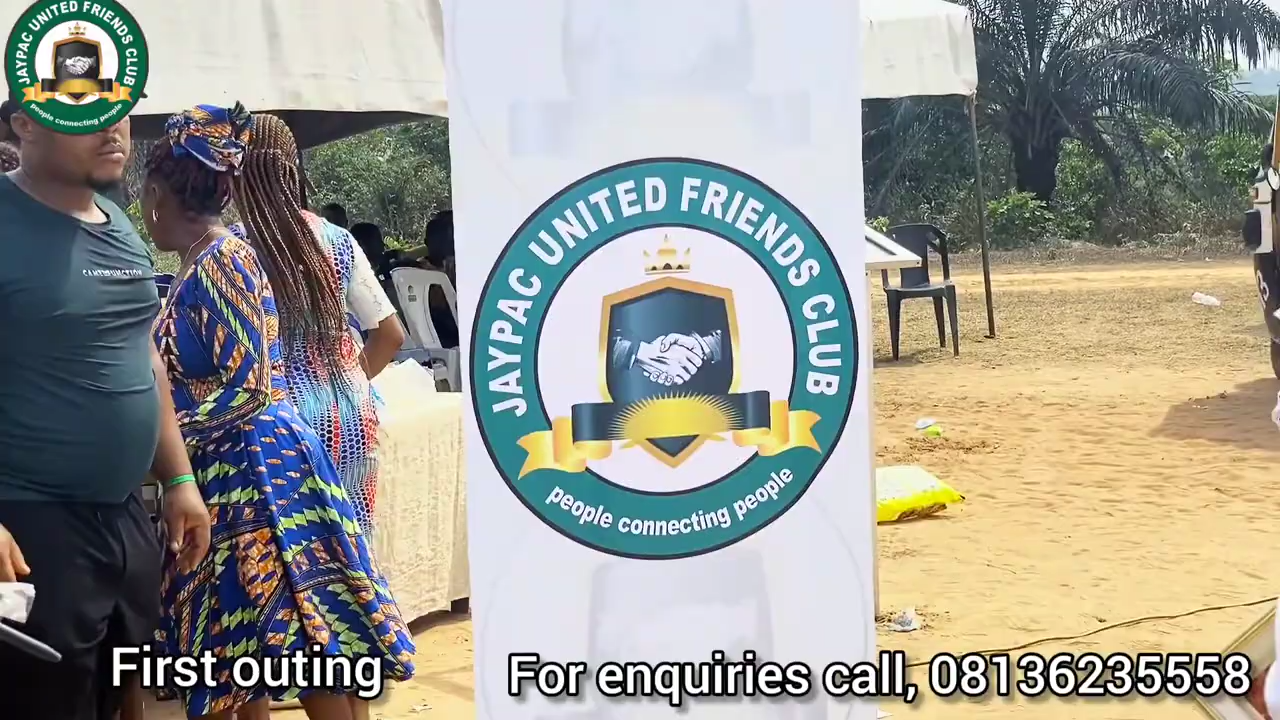 JAYPAC UNITED FRIENDS CLUB
people connecting people
JAYPAC UNITED FRIENDS CLUB
people connecting people
First outing
For enquiries call, 08136235558